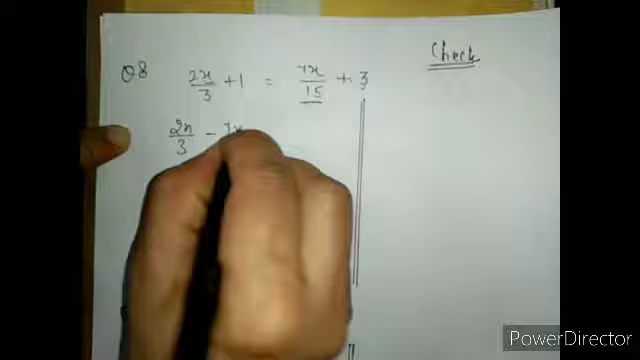 Check
Q8 2x/3 + 1 = 7x/15 + 3
2x/3 - 7x
PowerDirector